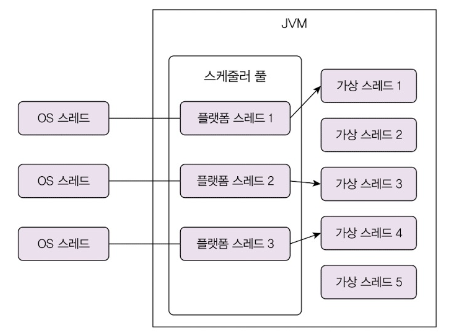 JVM
스케줄러 풀
가상 스레드 1
OS 스레드
플랫폼 스레드 1
가상 스레드 2
OS 스레드
플랫폼 스레드 2
가상 스레드 3
OS 스레드
플랫폼 스레드 3
가상 스레드 4
가상 스레드 5